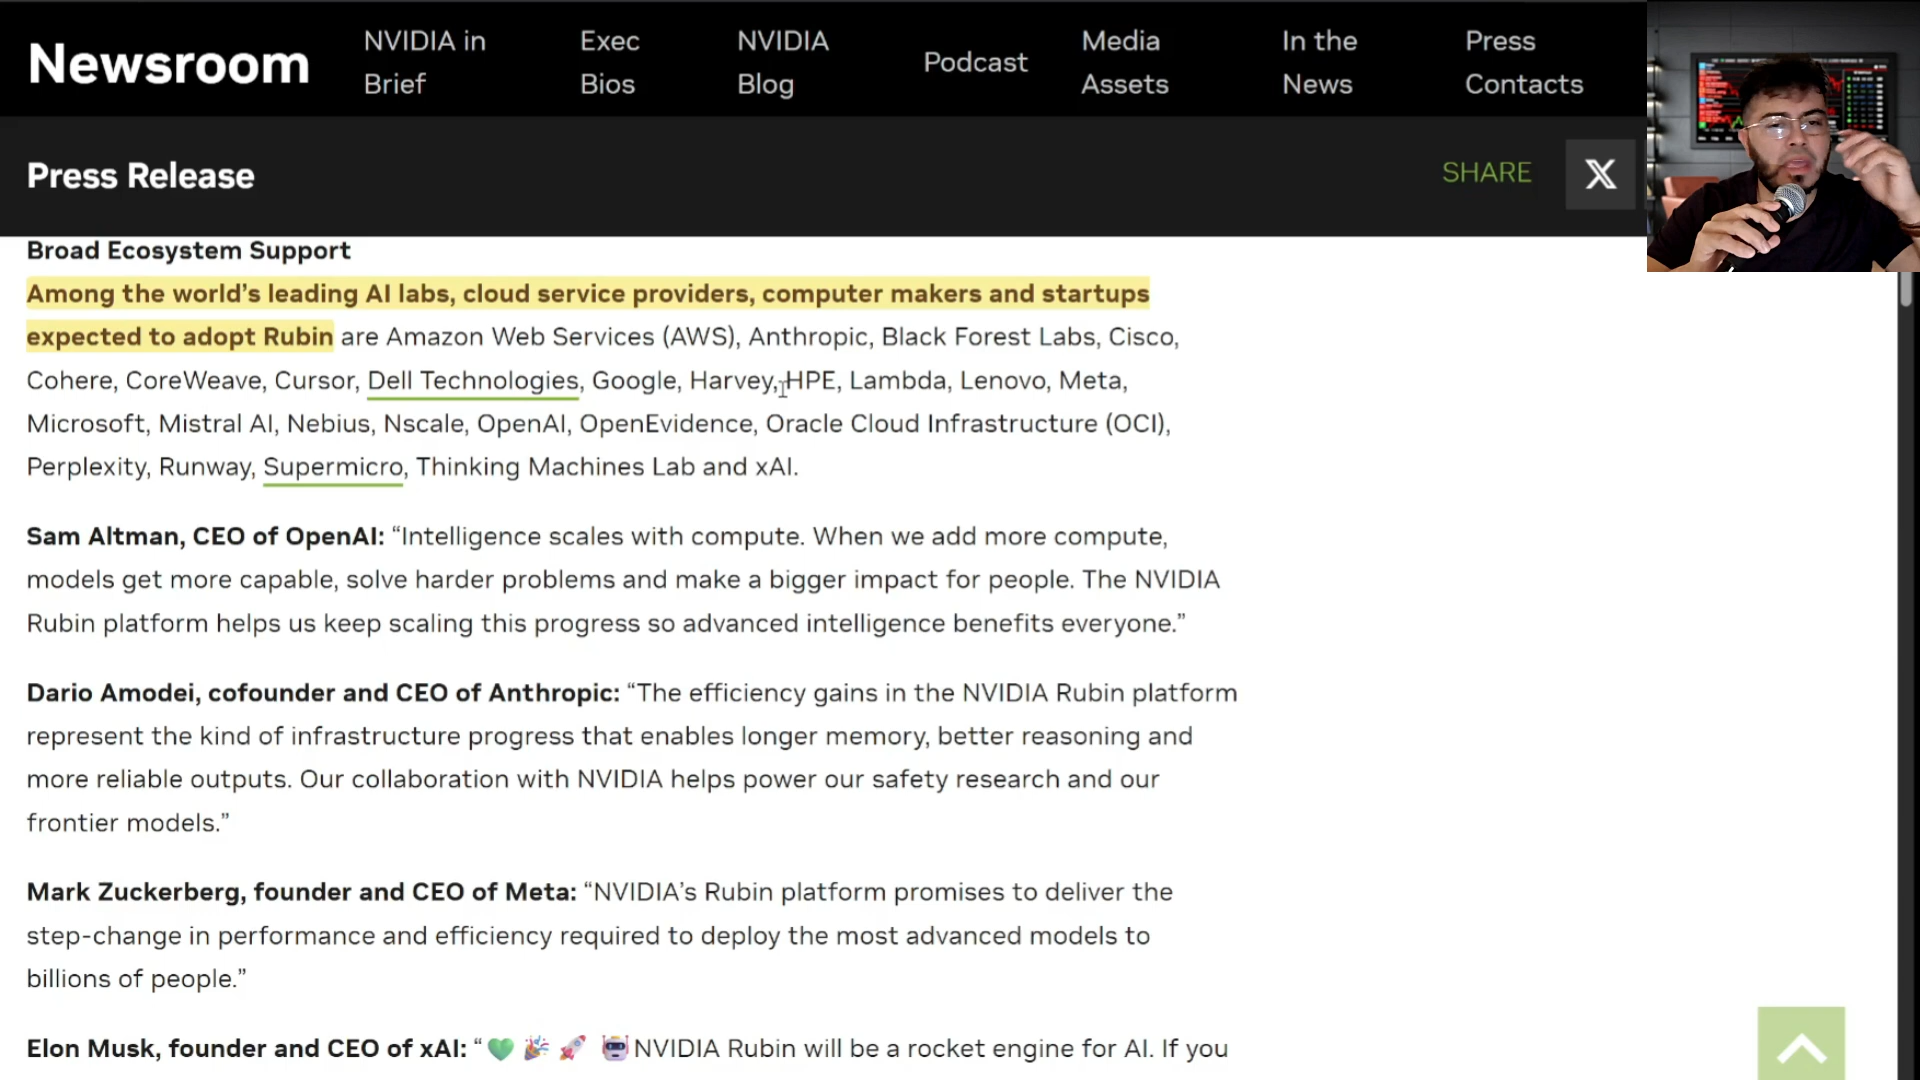 Newsroom
NVIDIA in Brief
Exec Bios
NVIDIA Blog
Podcast
Media Assets
In the News
Press Contacts
Press Release
SHARE
X
Broad Ecosystem Support
Among the world’s leading AI labs, cloud service providers, computer makers and startups
expected to adopt Rubin are Amazon Web Services (AWS), Anthropic, Black Forest Labs, Cisco,
Cohere, CoreWeave, Cursor, Dell Technologies, Google, Harvey, HPE, Lambda, Lenovo, Meta,
Microsoft, Mistral AI, Nebius, Nscale, OpenAI, OpenEvidence, Oracle Cloud Infrastructure (OCI),
Perplexity, Runway, Supermicro, Thinking Machines Lab and xAI.
Sam Altman, CEO of OpenAI: “Intelligence scales with compute. When we add more compute,
models get more capable, solve harder problems and make a bigger impact for people. The NVIDIA
Rubin platform helps us keep scaling this progress so advanced intelligence benefits everyone.”
Dario Amodei, cofounder and CEO of Anthropic: “The efficiency gains in the NVIDIA Rubin platform
represent the kind of infrastructure progress that enables longer memory, better reasoning and
more reliable outputs. Our collaboration with NVIDIA helps power our safety research and our
frontier models.”
Mark Zuckerberg, founder and CEO of Meta: “NVIDIA’s Rubin platform promises to deliver the
step-change in performance and efficiency required to deploy the most advanced models to
billions of people.”
Elon Musk, founder and CEO of xAI: “💚 🎉 🚀 🤖NVIDIA Rubin will be a rocket engine for AI. If you